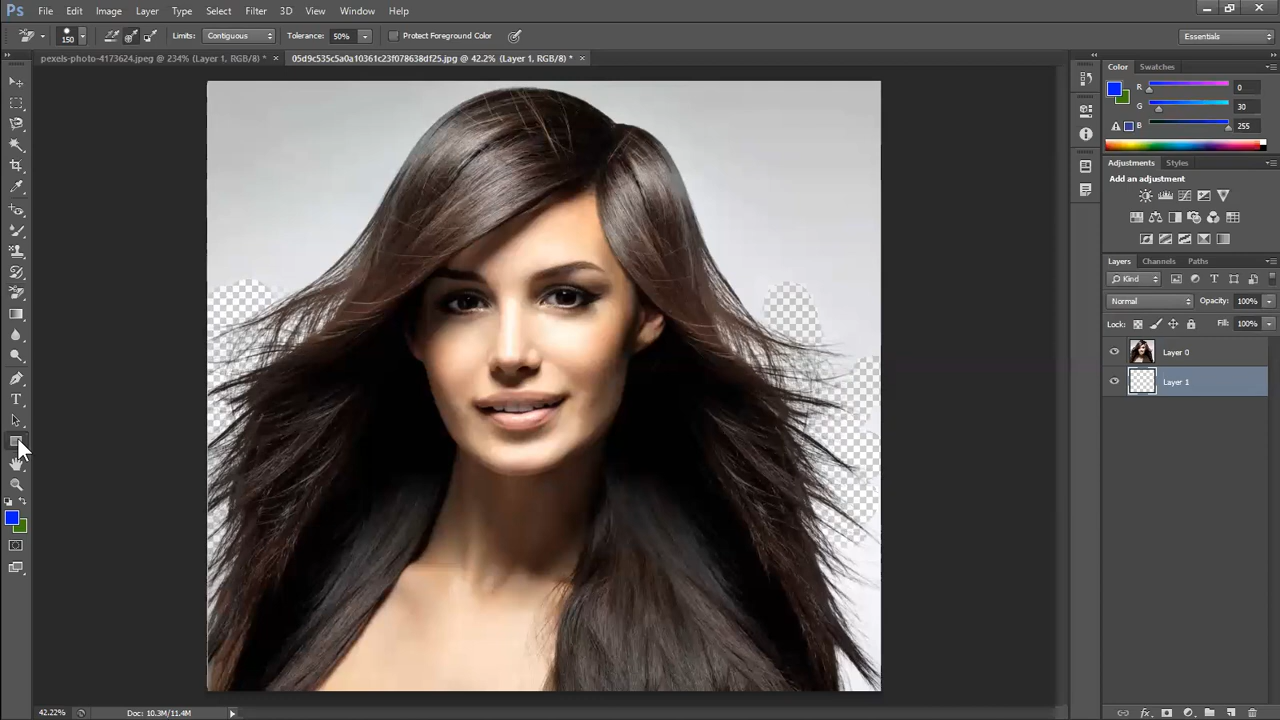 Ps File Edit Image Layer Type Select Filter 3D View Window Help
150 Limits: Contiguous Tolerance: 50% Protect Foreground Color Essentials
pexels-photo-4173624.jpeg @ 234% (Layer 1, RGB/8) * × 05d9c535c5a0a10361c23f078638df25.jpg @ 42.2% (Layer 1, RGB/8) * ×
Color Swatches
R 0
G 30
B 255
Adjustments Styles
Add an adjustment
Layers Channels Paths
Kind T
Normal Opacity: 100%
Lock: Fill: 100%
Layer 0
Layer 1
T
42.22% Doc: 10.3M/11.4M